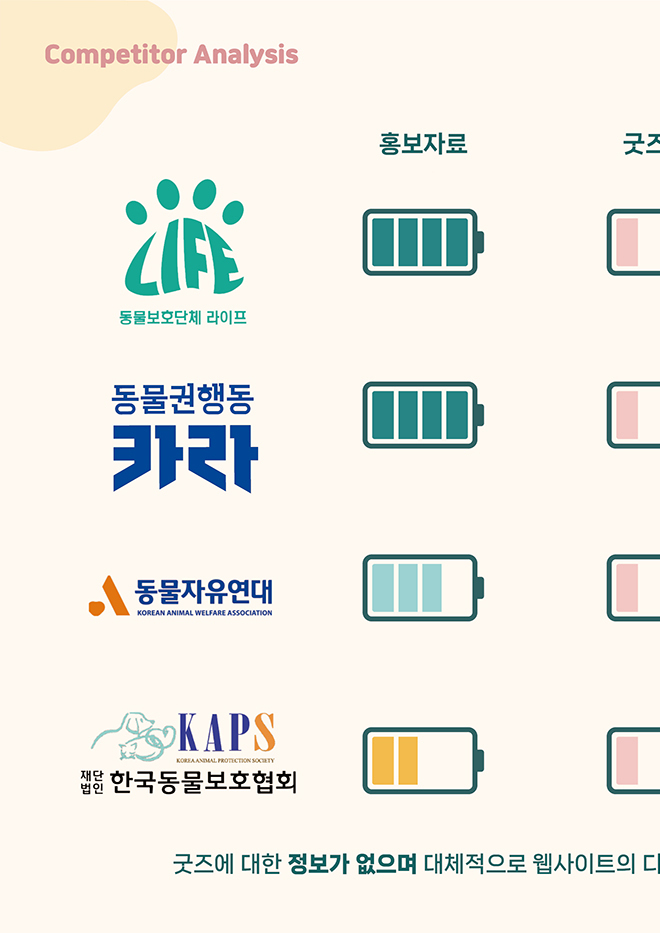 Competitor Analysis
홍보자료
LIFE
동물보호단체 라이프
동물권행동
카라
동물자유연대
KOREAN ANIMAL WELFARE ASSOCIATION
KAPS
KOREA ANIMAL PROTECTION SOCIETY
재단
법인 한국동물보호협회
굿즈에 대한 정보가 없으며 대체적으로 웹사이트의